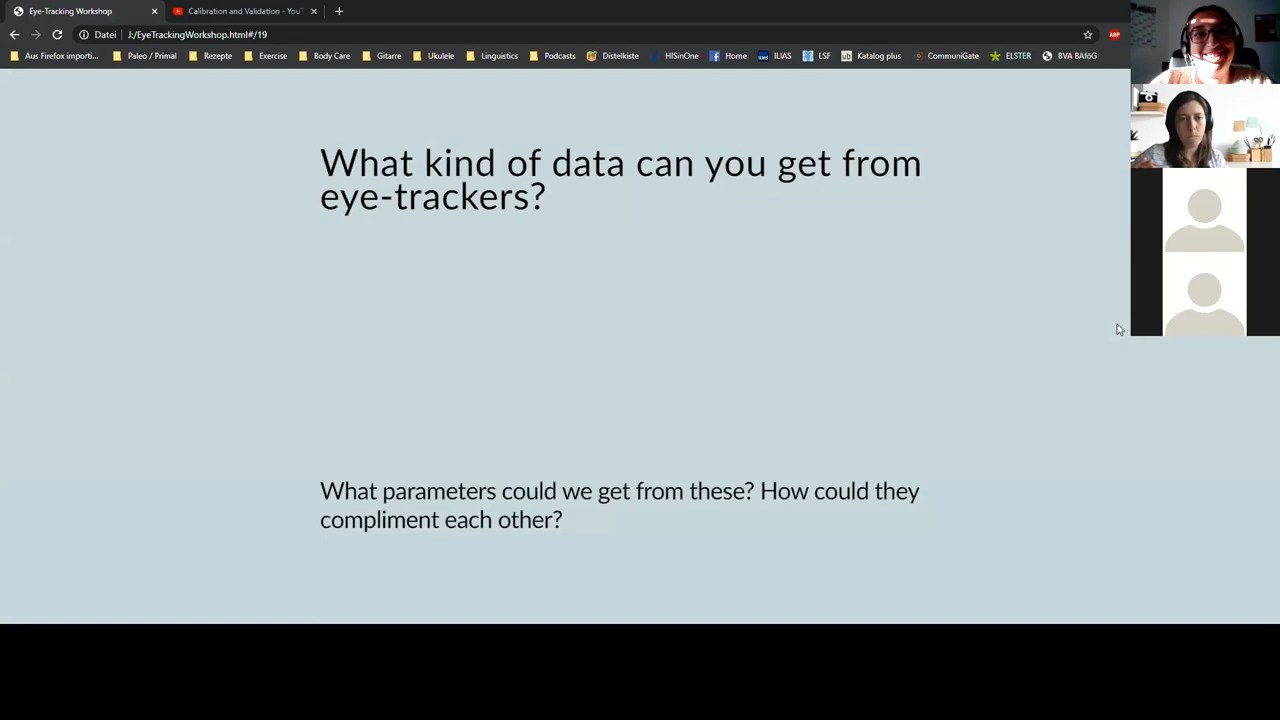 Eye-Tracking Workshop
Calibration and Validation - YouT
Datei
J:/EyeTrackingWorkshop.html#/19
ABP
Aus Firefox importi...
Paleo / Primal
Rezepte
Exercise
Body Care
Gitarre
Ukulele
Linguistics
Podcasts
Distelkiste
HISinOne
Home
ILIAS
LSF
ub
Katalog plus
CommuniGate
ELSTER
BVA BAföG
What kind of data can you get from
eye-trackers?
What parameters could we get from these? How could they
compliment each other?